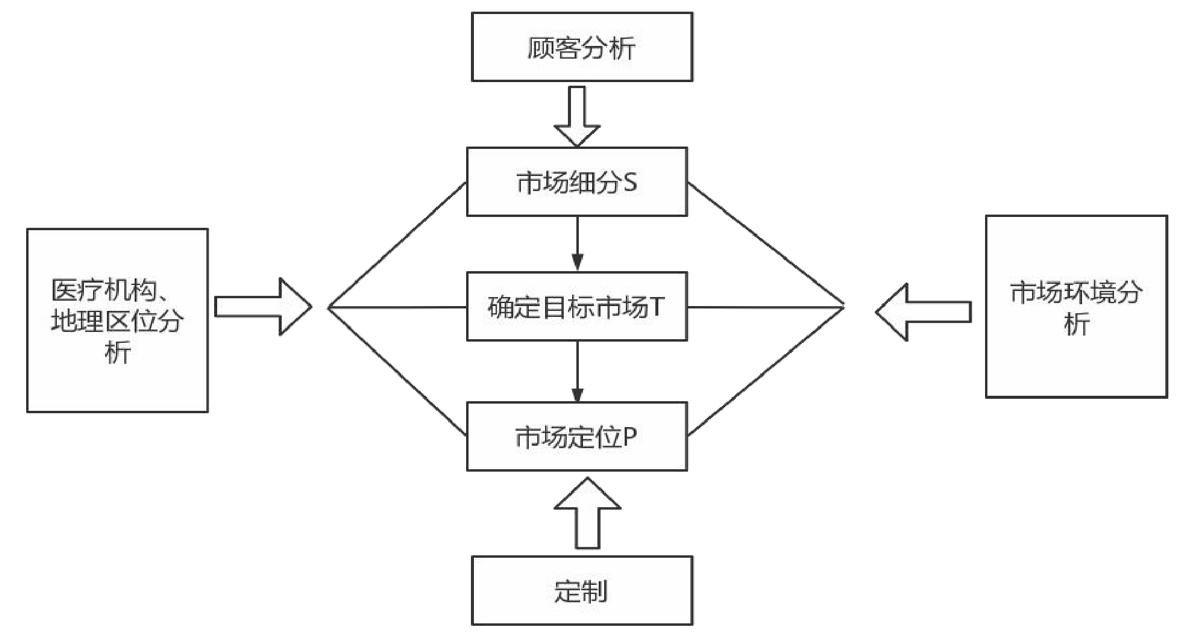 顾客分析
市场细分S
医疗机构、
地理区位分
析
确定目标市场T
市场环境分
析
市场定位P
定制